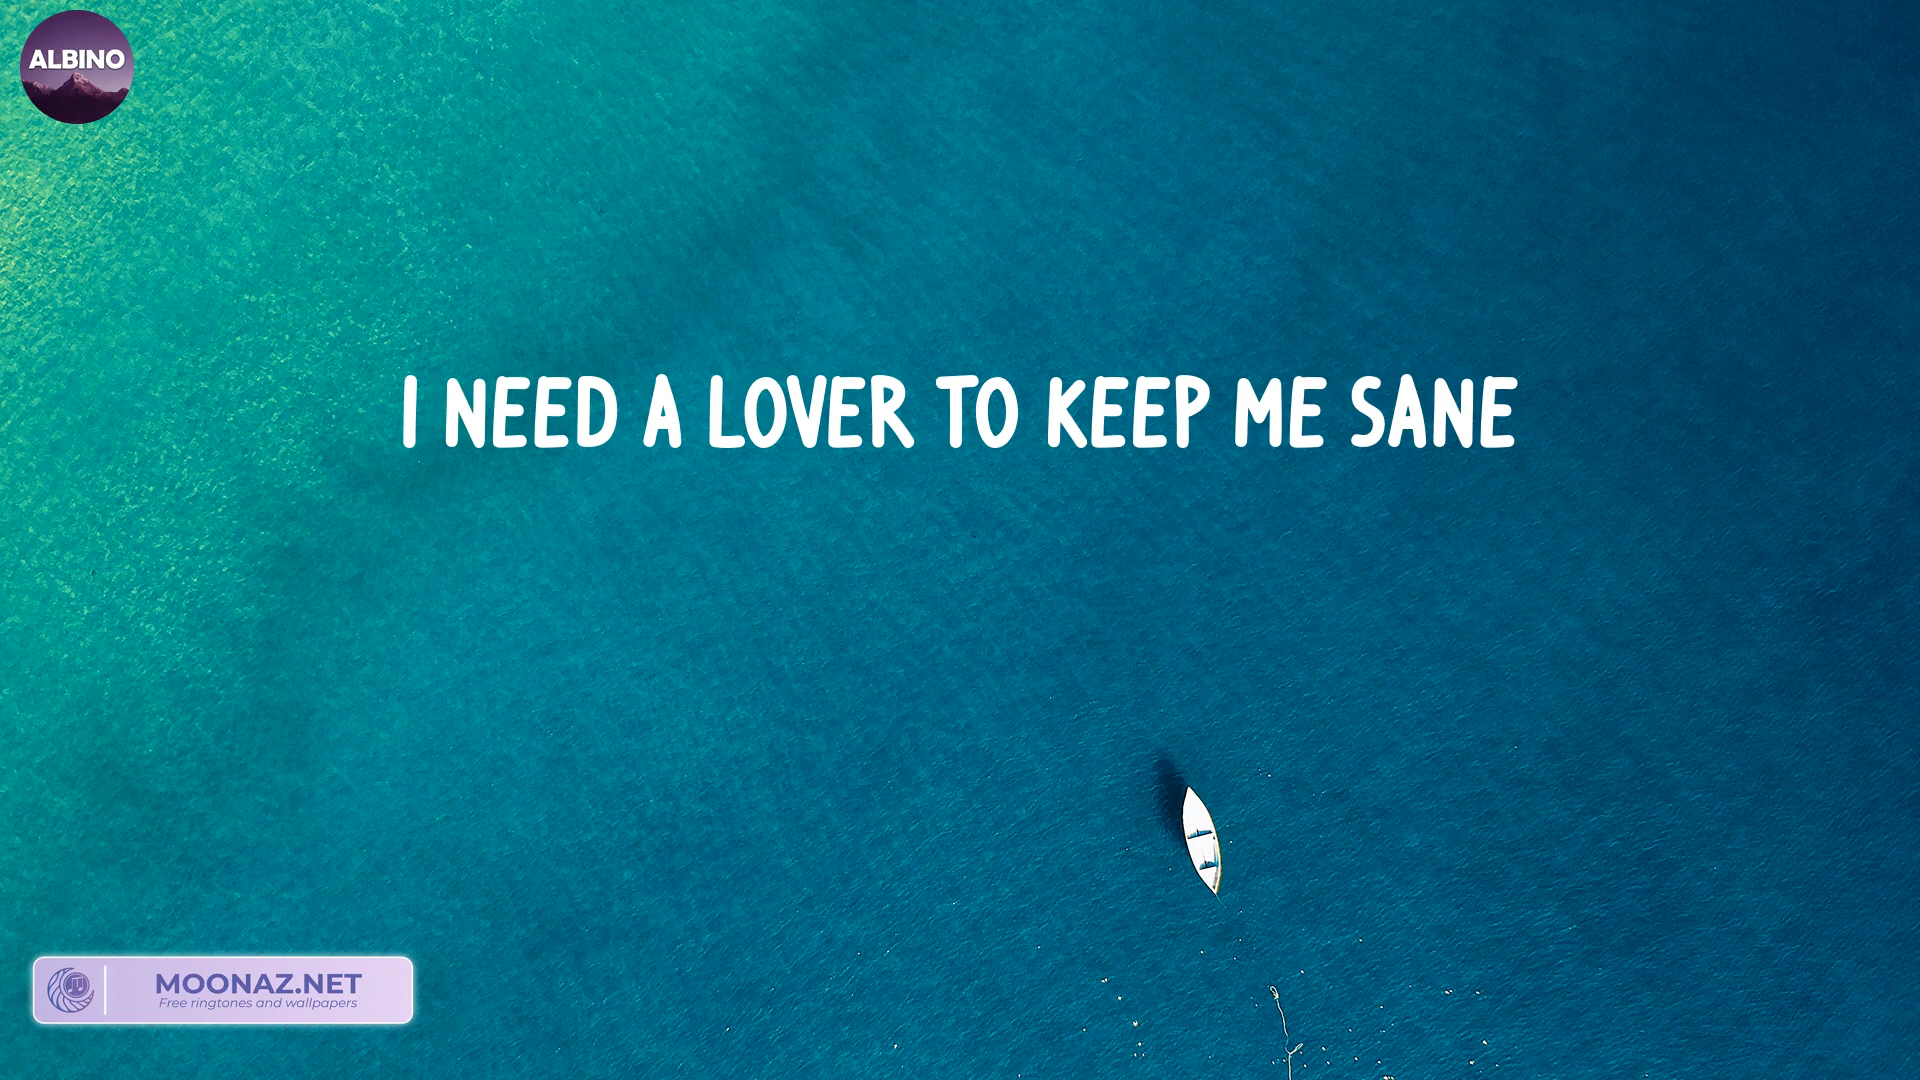 ALBINO
I NEED A LOVER TO KEEP ME SANE
MOONAZ.NET
Free ringtones and wallpapers